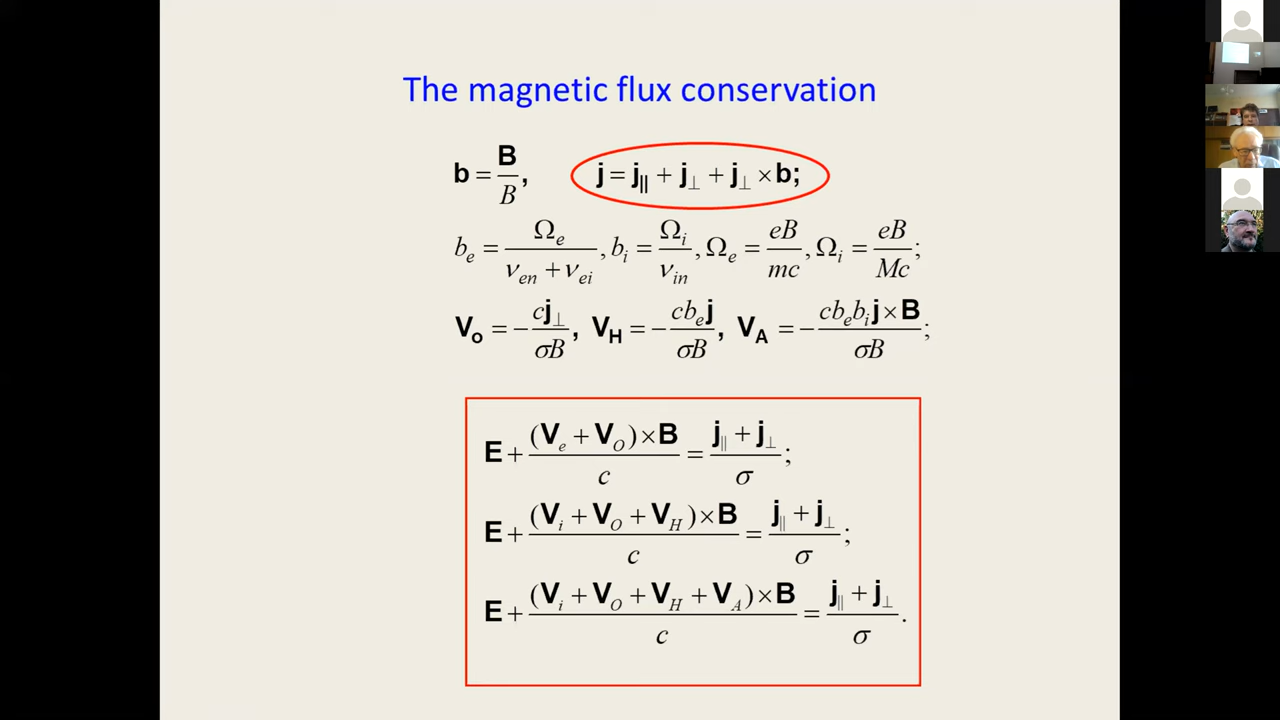 The magnetic flux conservation
b = B/B, j = j∥ + j⊥ + j⊥ × b;
b_e = Ω_e/(ν_en + ν_ei), b_i = Ω_i/ν_in, Ω_e = eB/mc, Ω_i = eB/Mc;
V_o = −cj⊥/σB, V_H = −cb_e j/σB, V_A = −cb_e b_i j × B/σB;
E + (V_e + V_O) × B/c = (j∥ + j⊥)/σ;
E + (V_i + V_O + V_H) × B/c = (j∥ + j⊥)/σ;
E + (V_i + V_O + V_H + V_A) × B/c = (j∥ + j⊥)/σ.